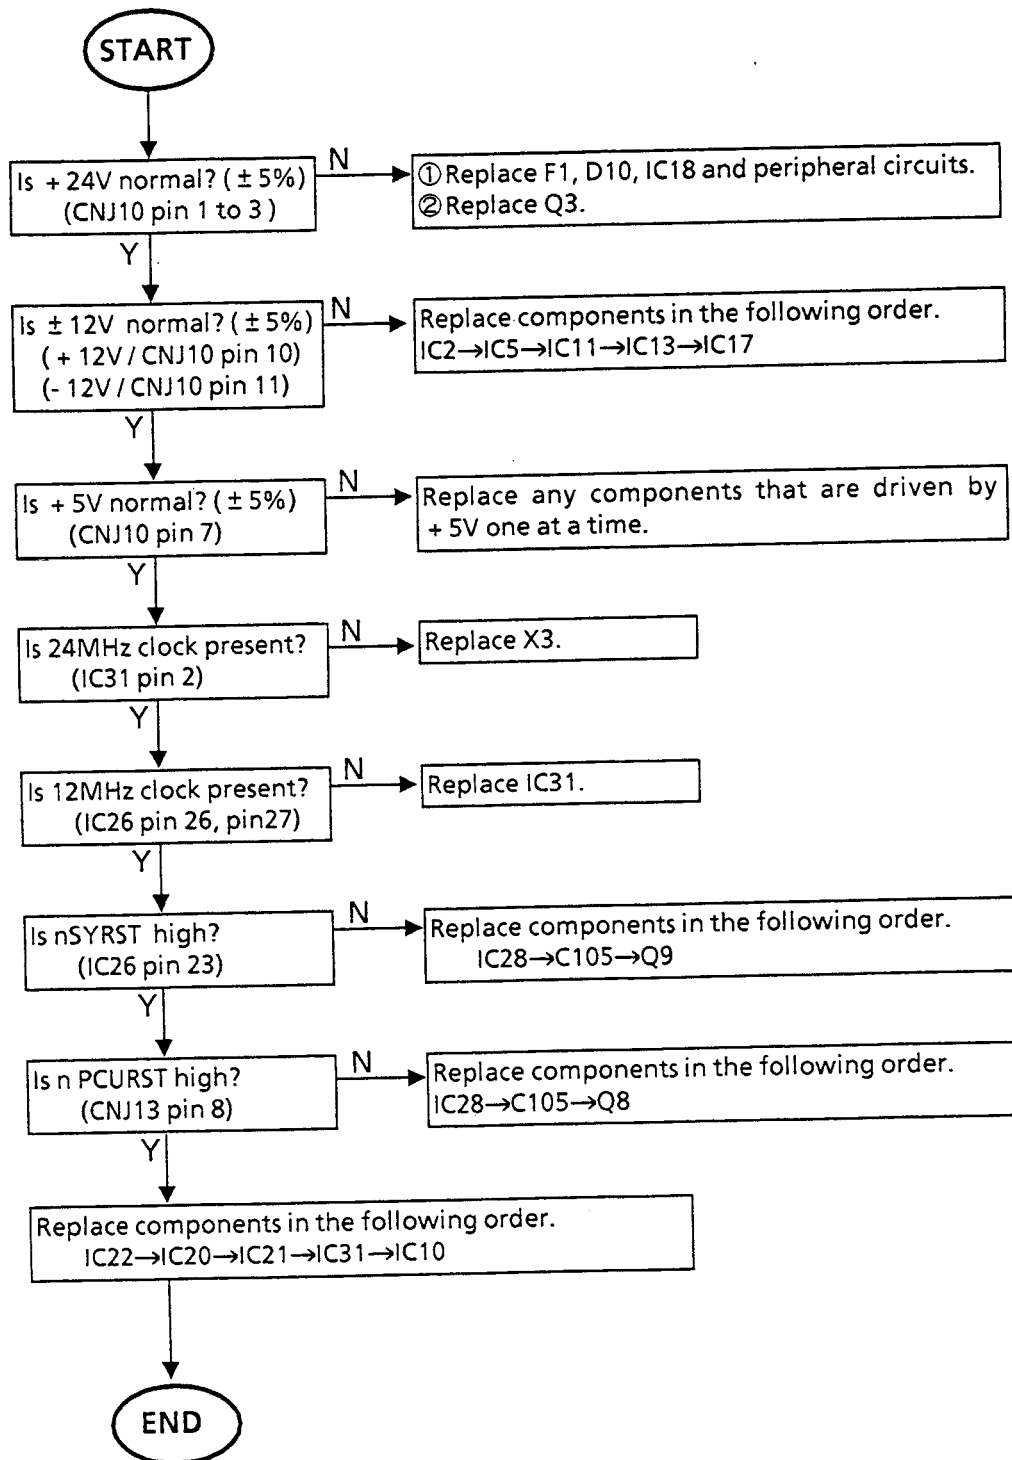 START
Is + 24V normal? ( ± 5%)
(CNJ10 pin 1 to 3 )
N
① Replace F1, D10, IC18 and peripheral circuits.
② Replace Q3.
Y
Is ± 12V normal? ( ± 5%)
( + 12V / CNJ10 pin 10)
(- 12V / CNJ10 pin 11)
N
Replace components in the following order.
IC2→IC5→IC11→IC13→IC17
Y
Is + 5V normal? ( ± 5%)
(CNJ10 pin 7)
N
Replace any components that are driven by
+ 5V one at a time.
Y
Is 24MHz clock present?
(IC31 pin 2)
N
Replace X3.
Y
Is 12MHz clock present?
(IC26 pin 26, pin27)
N
Replace IC31.
Y
Is nSYRST high?
(IC26 pin 23)
N
Replace components in the following order.
IC28→C105→Q9
Y
Is n PCURST high?
(CNJ13 pin 8)
N
Replace components in the following order.
IC28→C105→Q8
Y
Replace components in the following order.
IC22→IC20→IC21→IC31→IC10
END